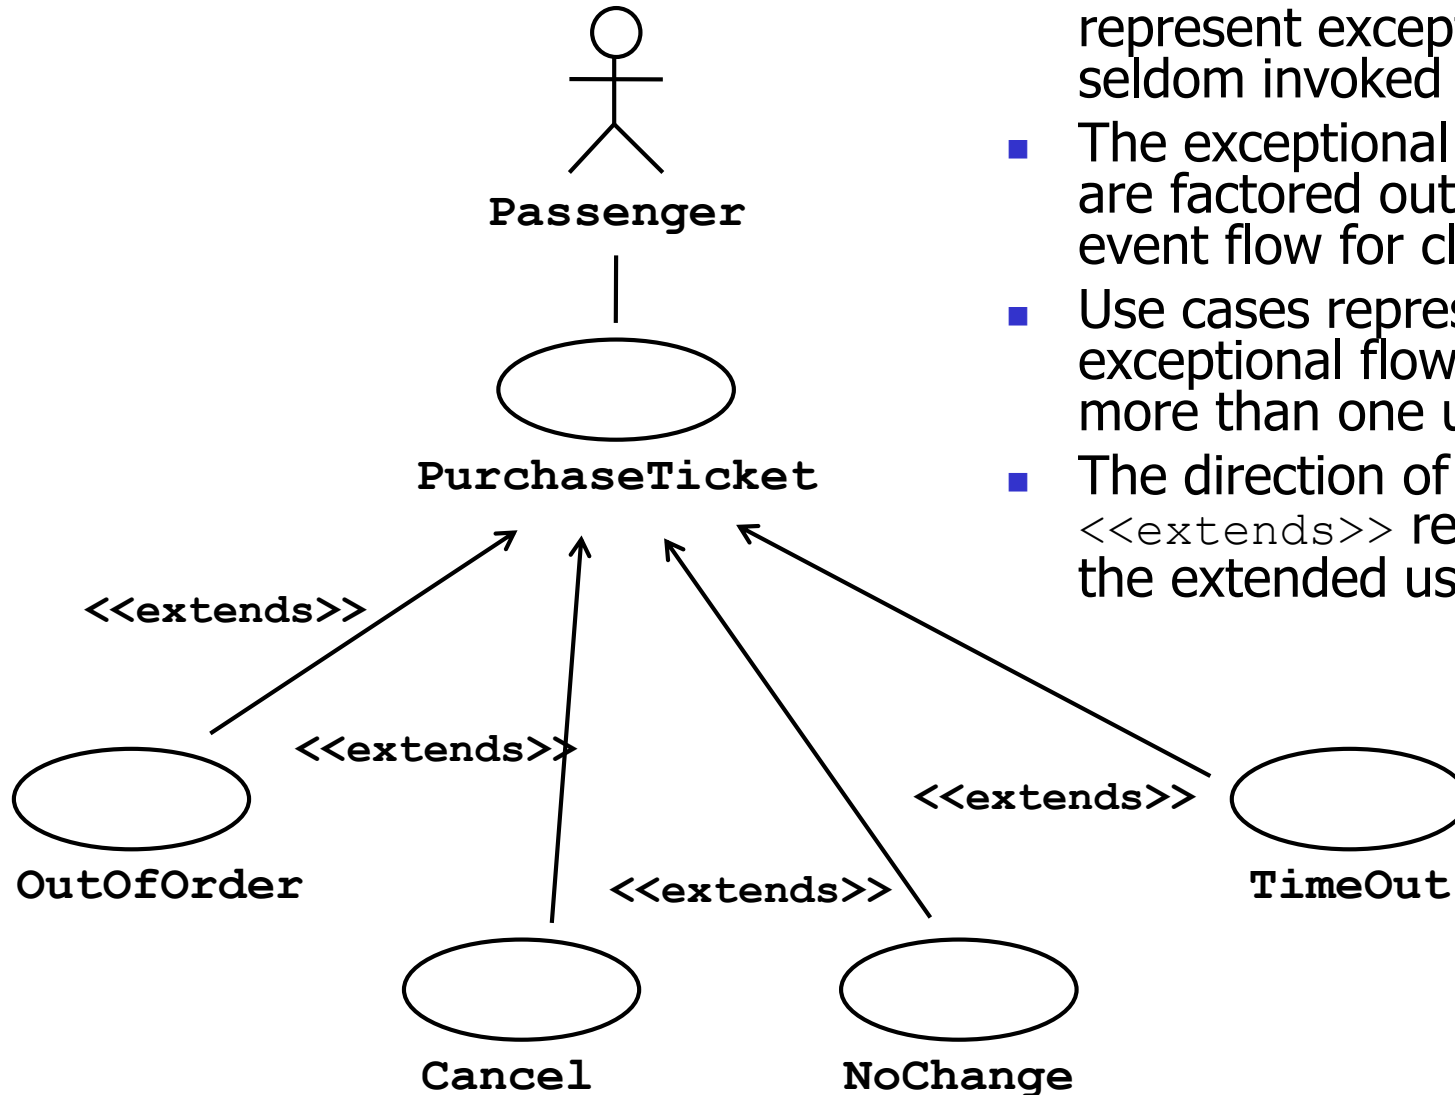 represent excep
seldom invoked
The exceptional
are factored out
event flow for cl
Use cases repres
exceptional flow
more than one u
The direction of
<<extends>> re
the extended us
Passenger
PurchaseTicket
<<extends>>
<<extends>>
<<extends>>
<<extends>>
OutOfOrder
TimeOut
Cancel
NoChange